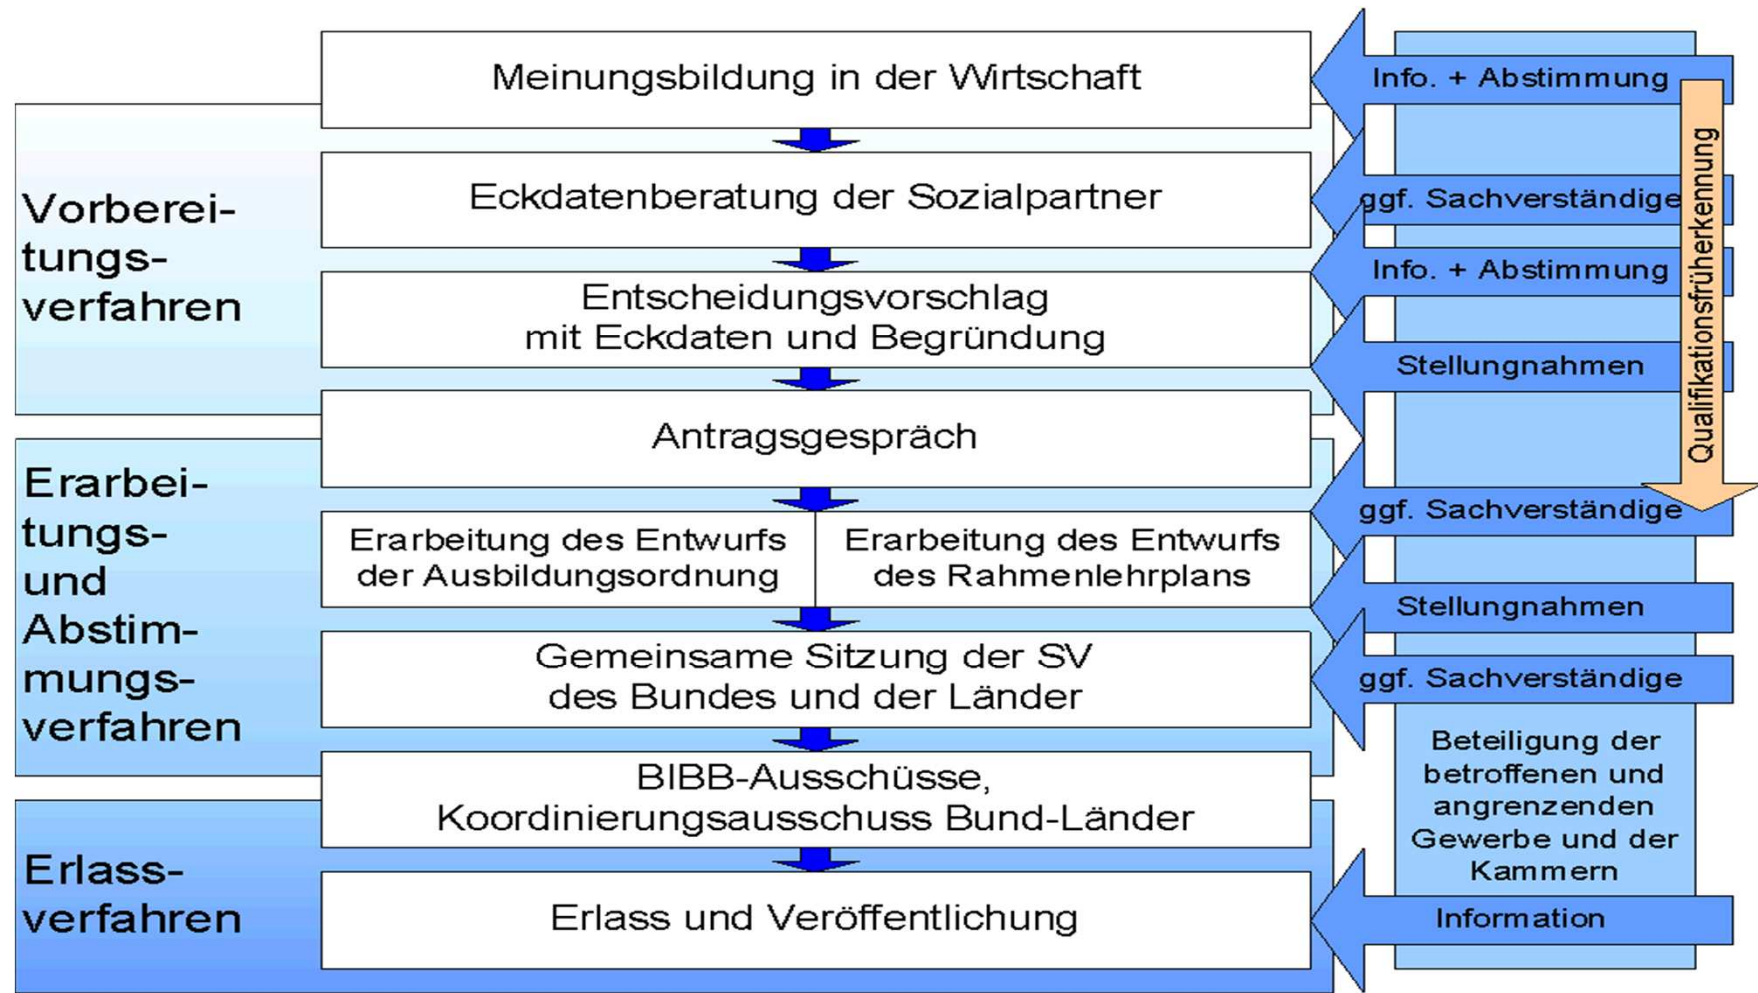 Meinungsbildung in der Wirtschaft
Info. + Abstimmung
Qualifikationsfrüherkennung
Vorberei-
tungs-
verfahren
Eckdatenberatung der Sozialpartner
ggf. Sachverständige
Info. + Abstimmung
Entscheidungsvorschlag
mit Eckdaten und Begründung
Stellungnahmen
Antragsgespräch
Erarbei-
tungs-
und
Abstim-
mungs-
verfahren
ggf. Sachverständige
Erarbeitung des Entwurfs
der Ausbildungsordnung
Erarbeitung des Entwurfs
des Rahmenlehrplans
Stellungnahmen
Gemeinsame Sitzung der SV
des Bundes und der Länder
ggf. Sachverständige
BIBB-Ausschüsse,
Koordinierungsausschuss Bund-Länder
Beteiligung der
betroffenen und
angrenzenden
Gewerbe und der
Kammern
Erlass-
verfahren
Erlass und Veröffentlichung
Information